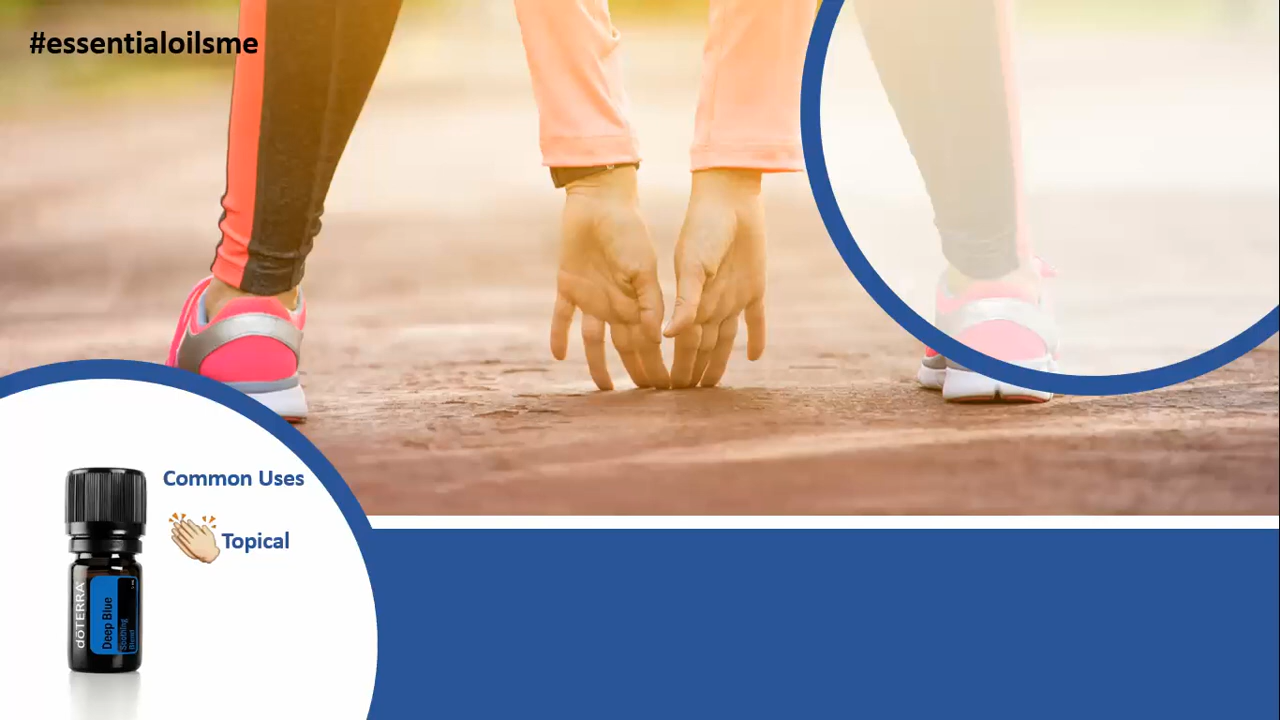 #essentialoilsme
Common Uses
Topical
dōTERRA
Deep Blue
Soothing
Blend